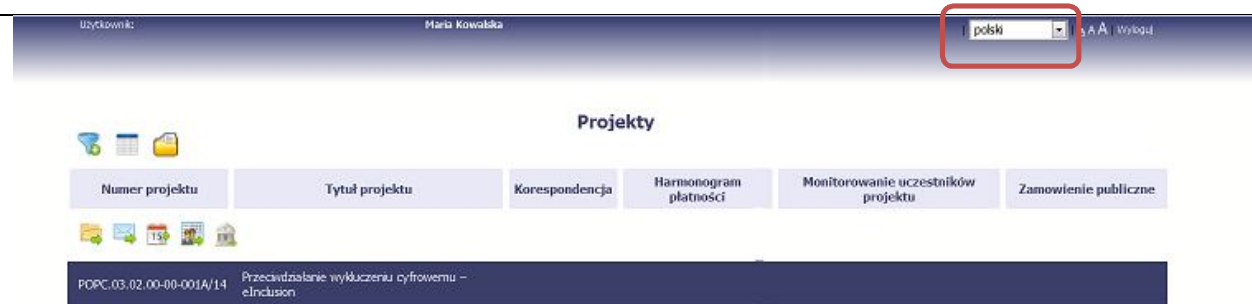 Użytkownik: Maria Kowalska | polski | A A A | Wyloguj
Projekty
Numer projektu Tytuł projektu Korespondencja Harmonogram płatności Monitorowanie uczestników projektu Zamowienie publiczne
15
POPC.03.02.00-00-001A/14 Przeciwdziałanie wykluczeniu cyfrowemu –
eInclusion